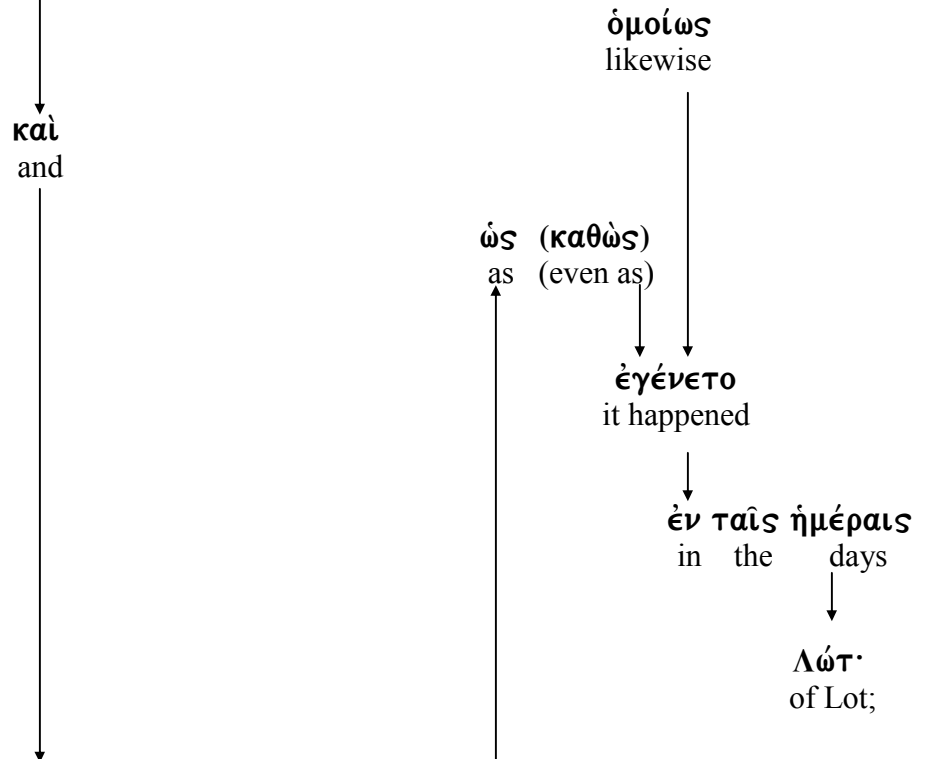 ὁμοίως
likewise
καὶ
and
ὡς (καθὼς)
as (even as)
ἐγένετο
it happened
ἐν ταῖς ἡμέραις
in the days
Λώτ·
of Lot;